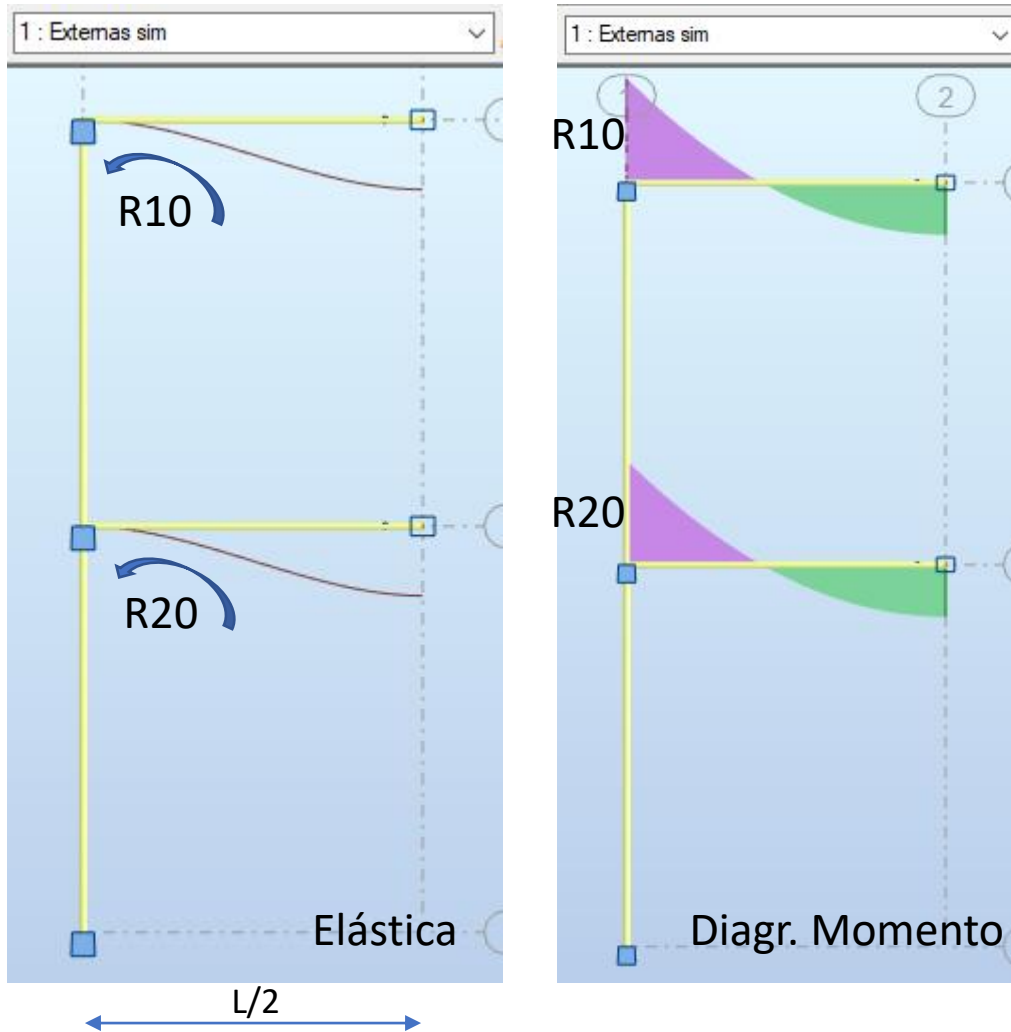 1 : Externas sim
R10
R20
Elástica
L/2
1 : Externas sim
1
2
R10
R20
Diagr. Momento